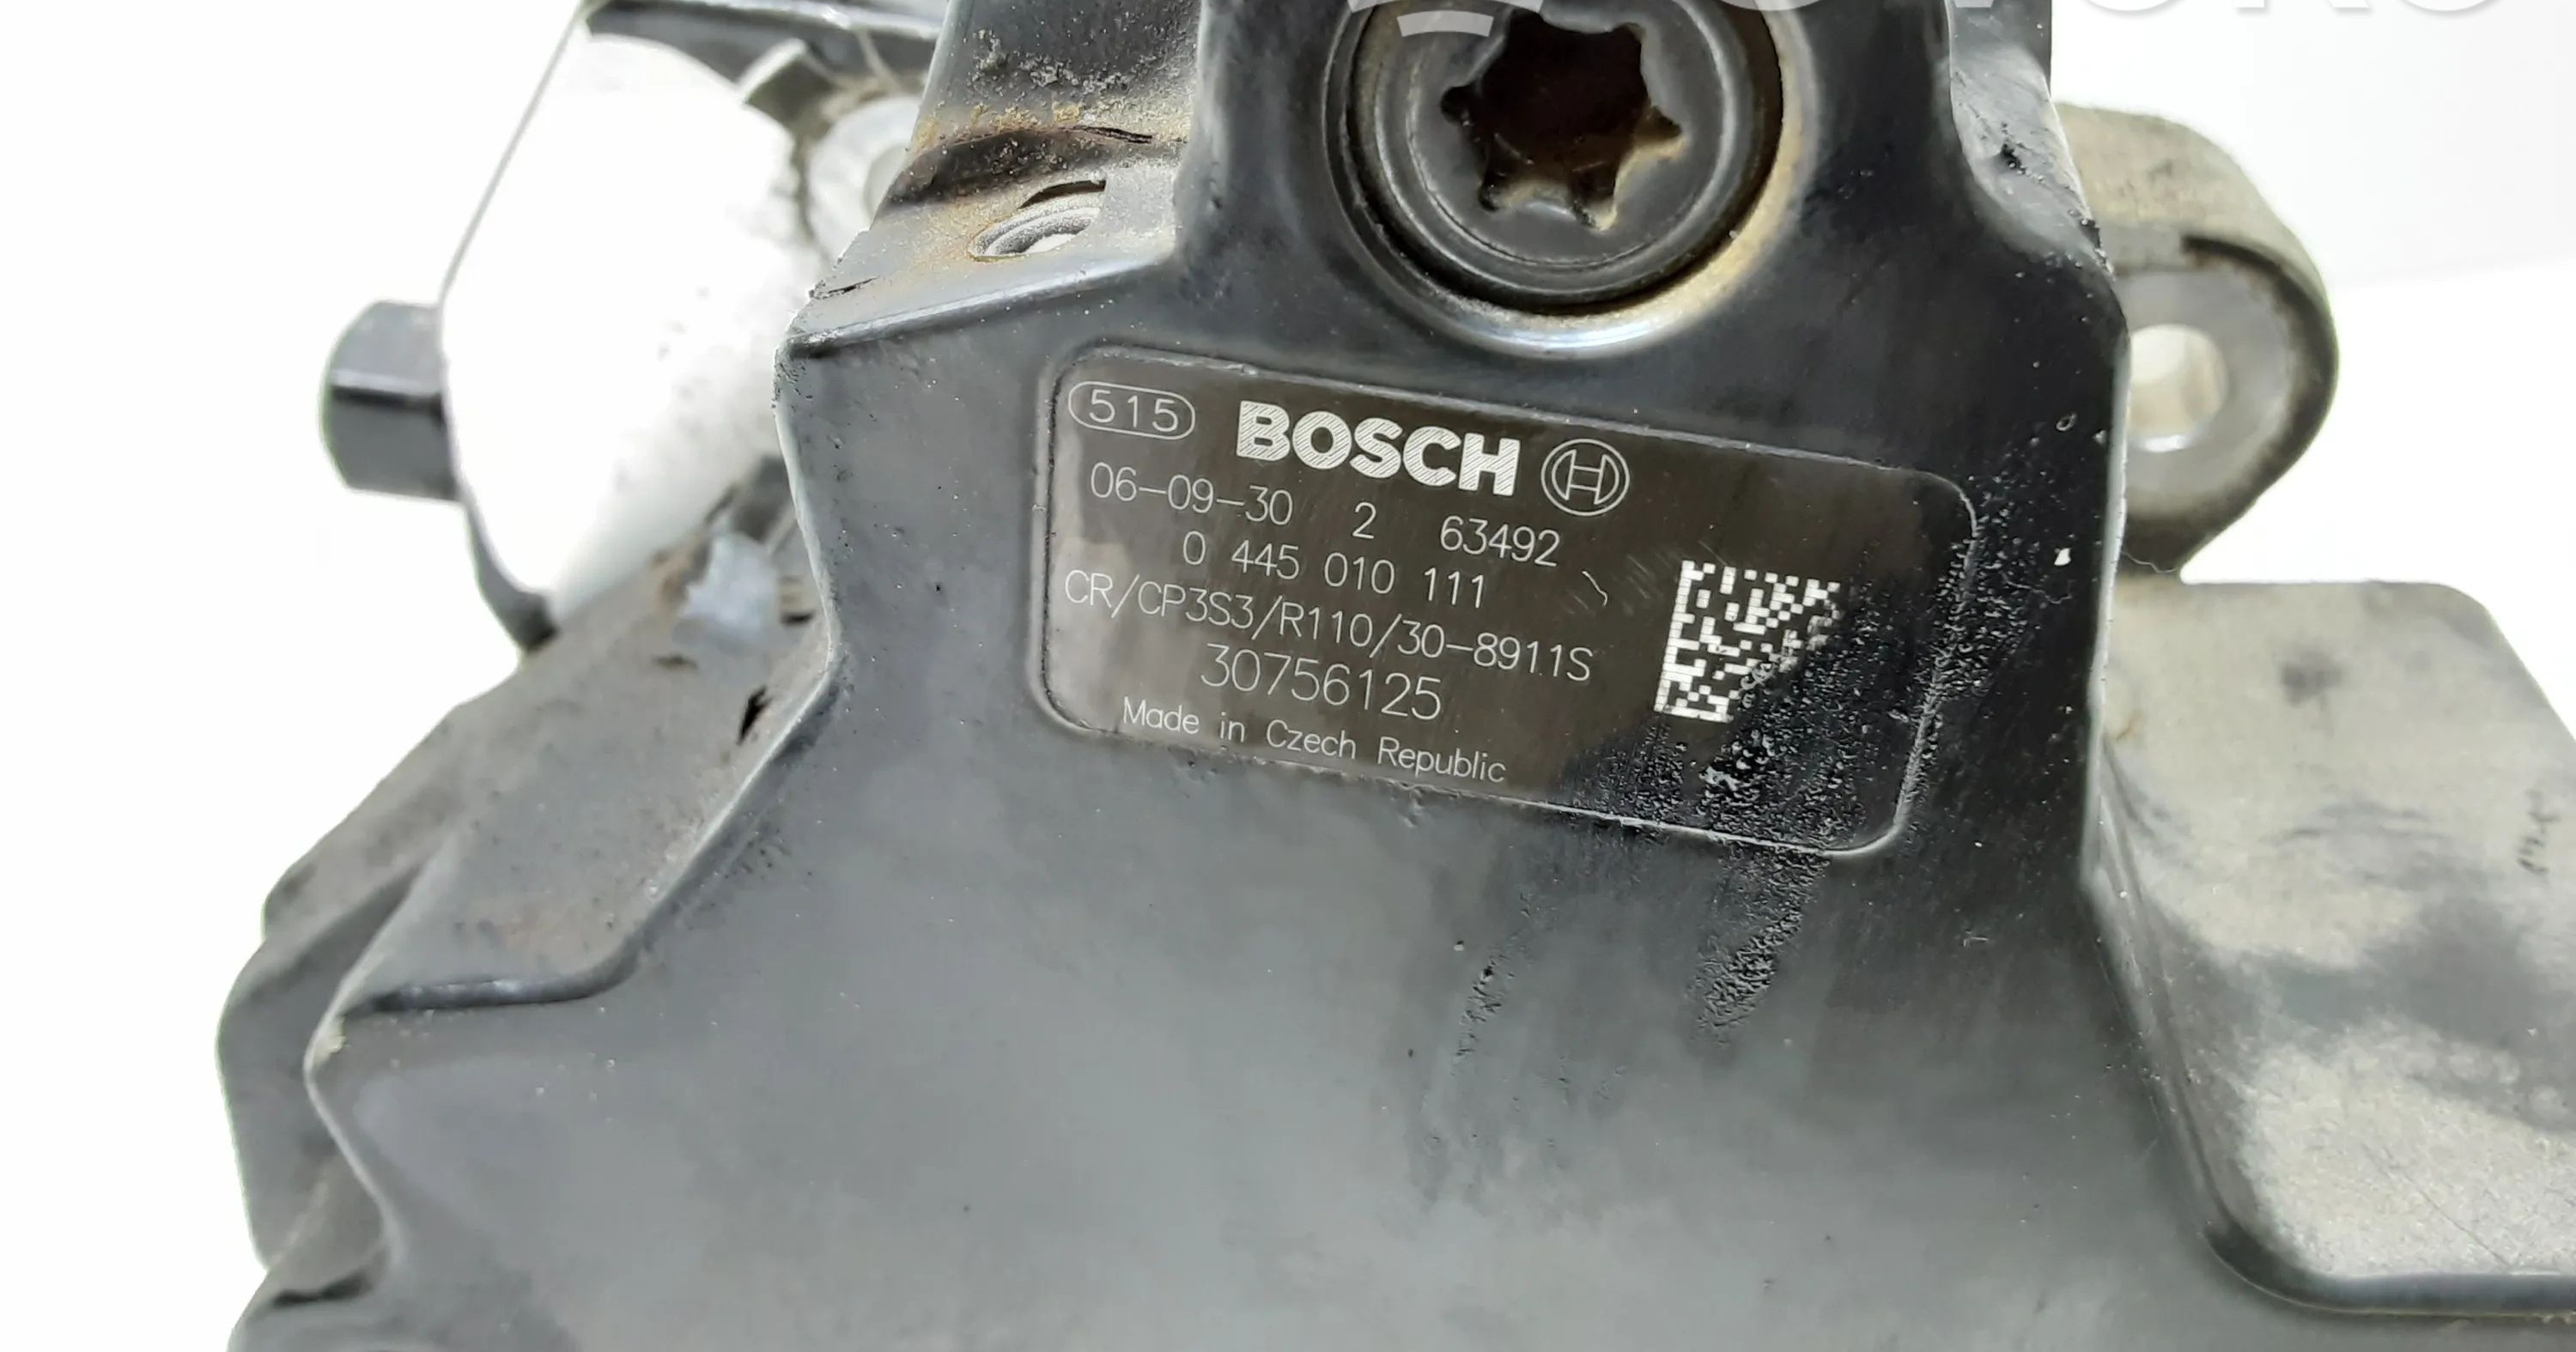 515 BOSCH
06-09-30 2 63492
0 445 010 111
CR/CP3S3/R110/30-8911S
30756125
Made in Czech Republic